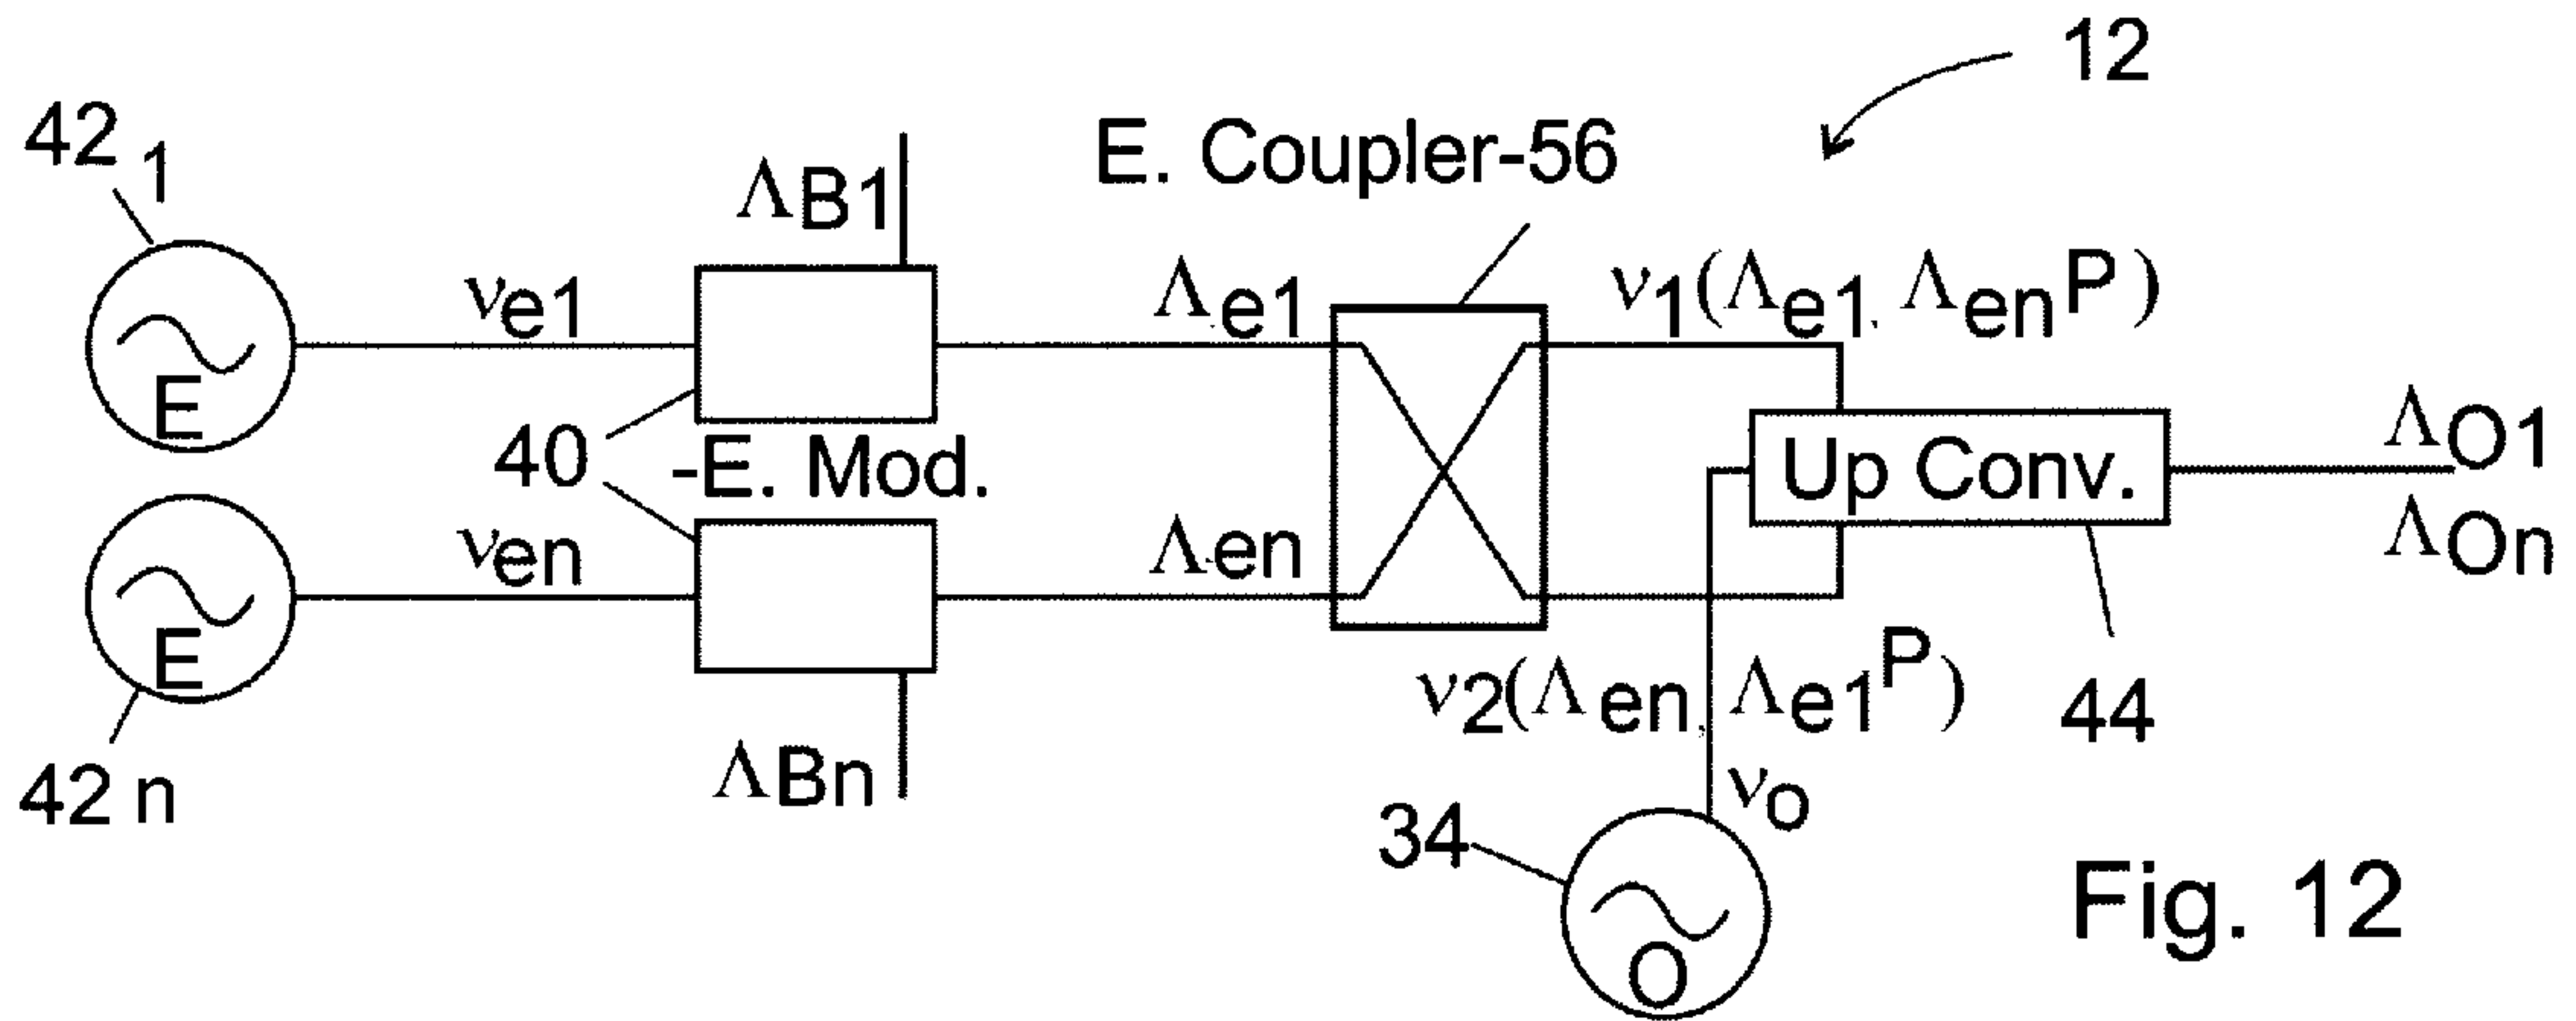 12
42 1
ΛB1
E. Coupler-56
νe1
Λe1
ν1(Λe1, ΛenP)
E
40
-E. Mod.
Up Conv.
ΛO1
ΛOn
νen
Λen
E
ν2(Λen, Λe1P)
44
42 n
ΛBn
νo
34
O
Fig. 12